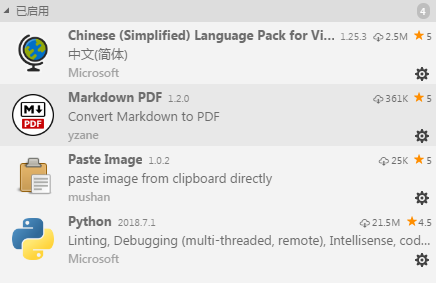 已启用 4
Chinese (Simplified) Language Pack for Vi... 1.25.3 2.5M 5
中文(简体)
Microsoft
Markdown PDF 1.2.0 361K 5
Convert Markdown to PDF
yzane
Paste Image 1.0.2 25K 5
paste image from clipboard directly
mushan
Python 2018.7.1 21.5M 4.5
Linting, Debugging (multi-threaded, remote), Intellisense, cod...
Microsoft